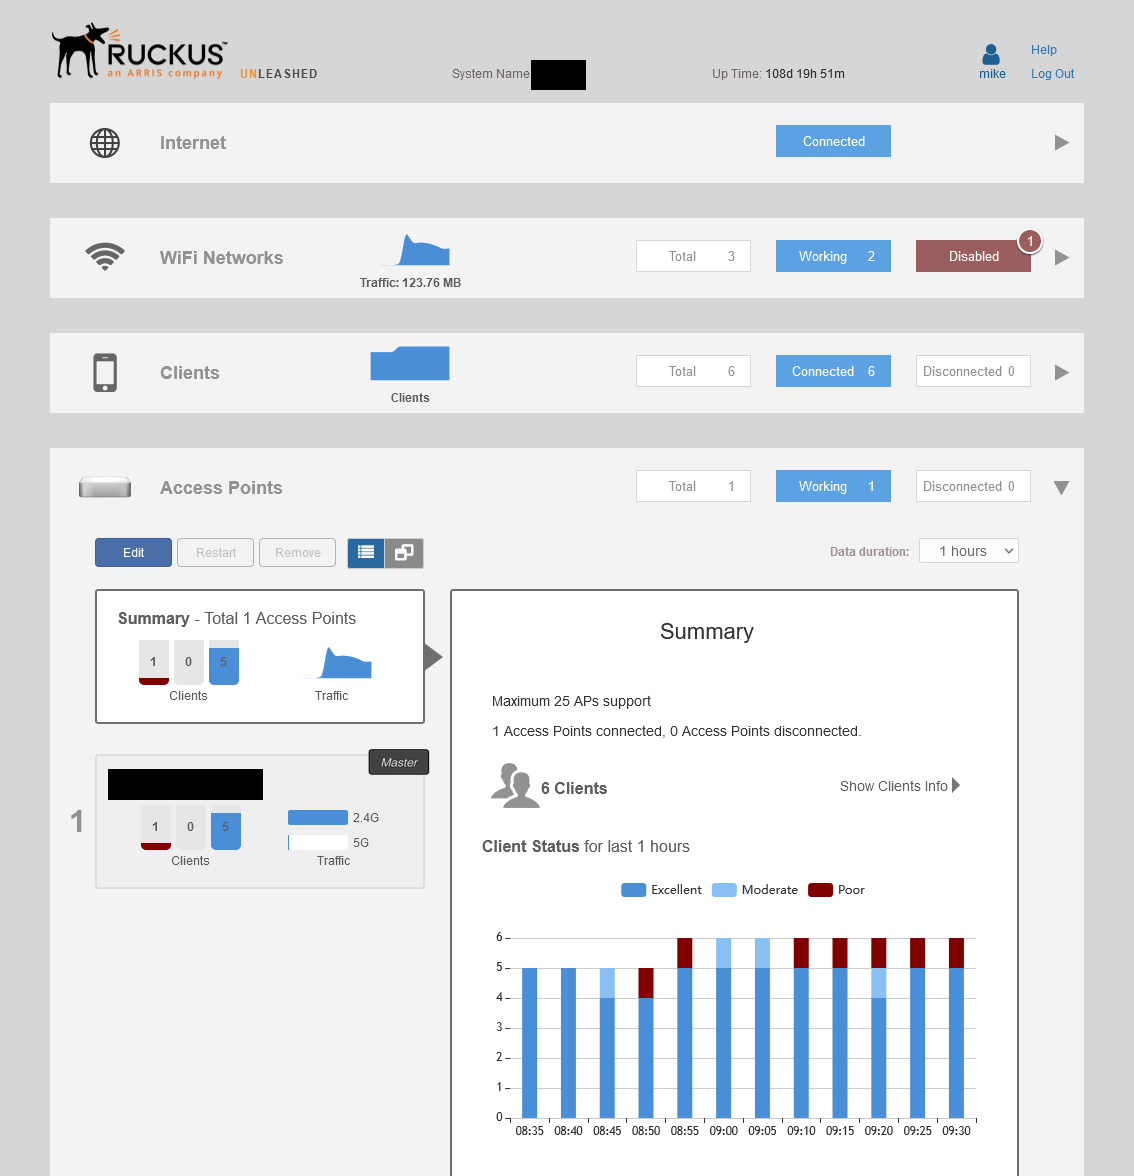 RUCKUS™
an ARRIS company
UNLEASHED
System Name
Up Time: 108d 19h 51m
mike
Help
Log Out
Internet
Connected
WiFi Networks
Traffic: 123.76 MB
Total 3
Working 2
Disabled
1
Clients
Clients
Total 6
Connected 6
Disconnected 0
Access Points
Total 1
Working 1
Disconnected 0
Edit
Restart
Remove
Data duration:
1 hours
Summary - Total 1 Access Points
1 0 5
Clients
Traffic
Master
1
1 0 5
2.4G
5G
Clients
Traffic
Summary
Maximum 25 APs support
1 Access Points connected, 0 Access Points disconnected.
6 Clients
Show Clients Info
Client Status for last 1 hours
Excellent Moderate Poor
6
5
4
3
2
1
0
08:35 08:40 08:45 08:50 08:55 09:00 09:05 09:10 09:15 09:20 09:25 09:30